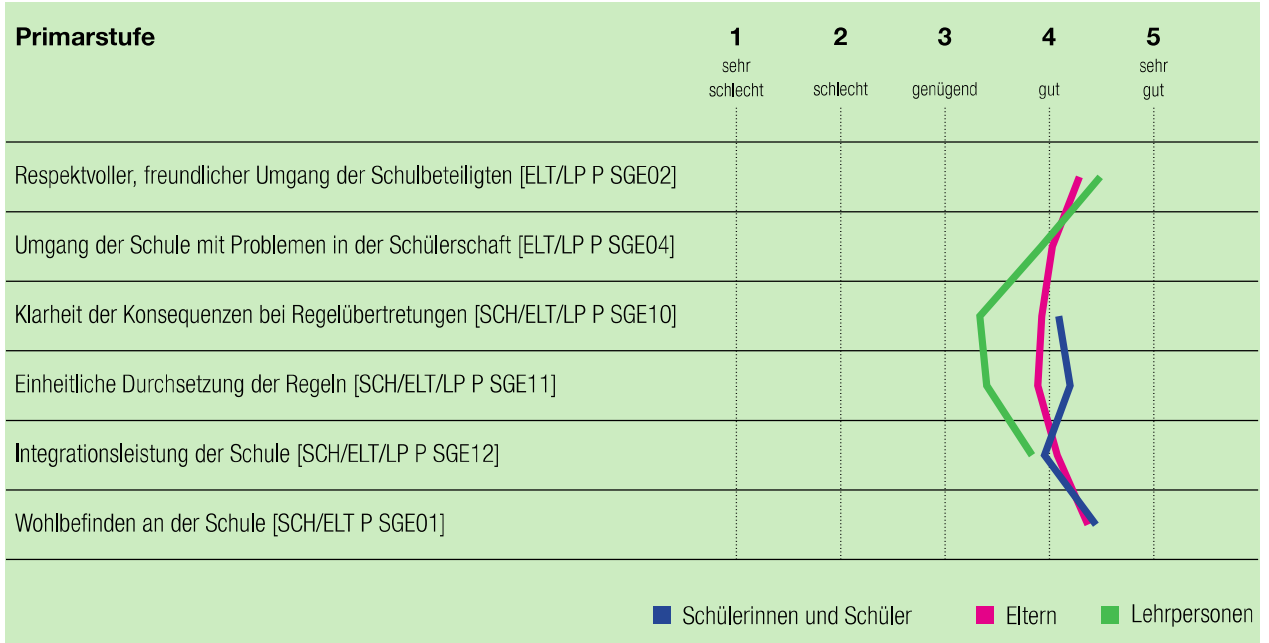 Primarstufe 1 2 3 4 5
sehr schlecht schlecht genügend gut sehr gut
Respektvoller, freundlicher Umgang der Schulbeteiligten [ELT/LP P SGE02]
Umgang der Schule mit Problemen in der Schülerschaft [ELT/LP P SGE04]
Klarheit der Konsequenzen bei Regelübertretungen [SCH/ELT/LP P SGE10]
Einheitliche Durchsetzung der Regeln [SCH/ELT/LP P SGE11]
Integrationsleistung der Schule [SCH/ELT/LP P SGE12]
Wohlbefinden an der Schule [SCH/ELT P SGE01]
Schülerinnen und Schüler Eltern Lehrpersonen